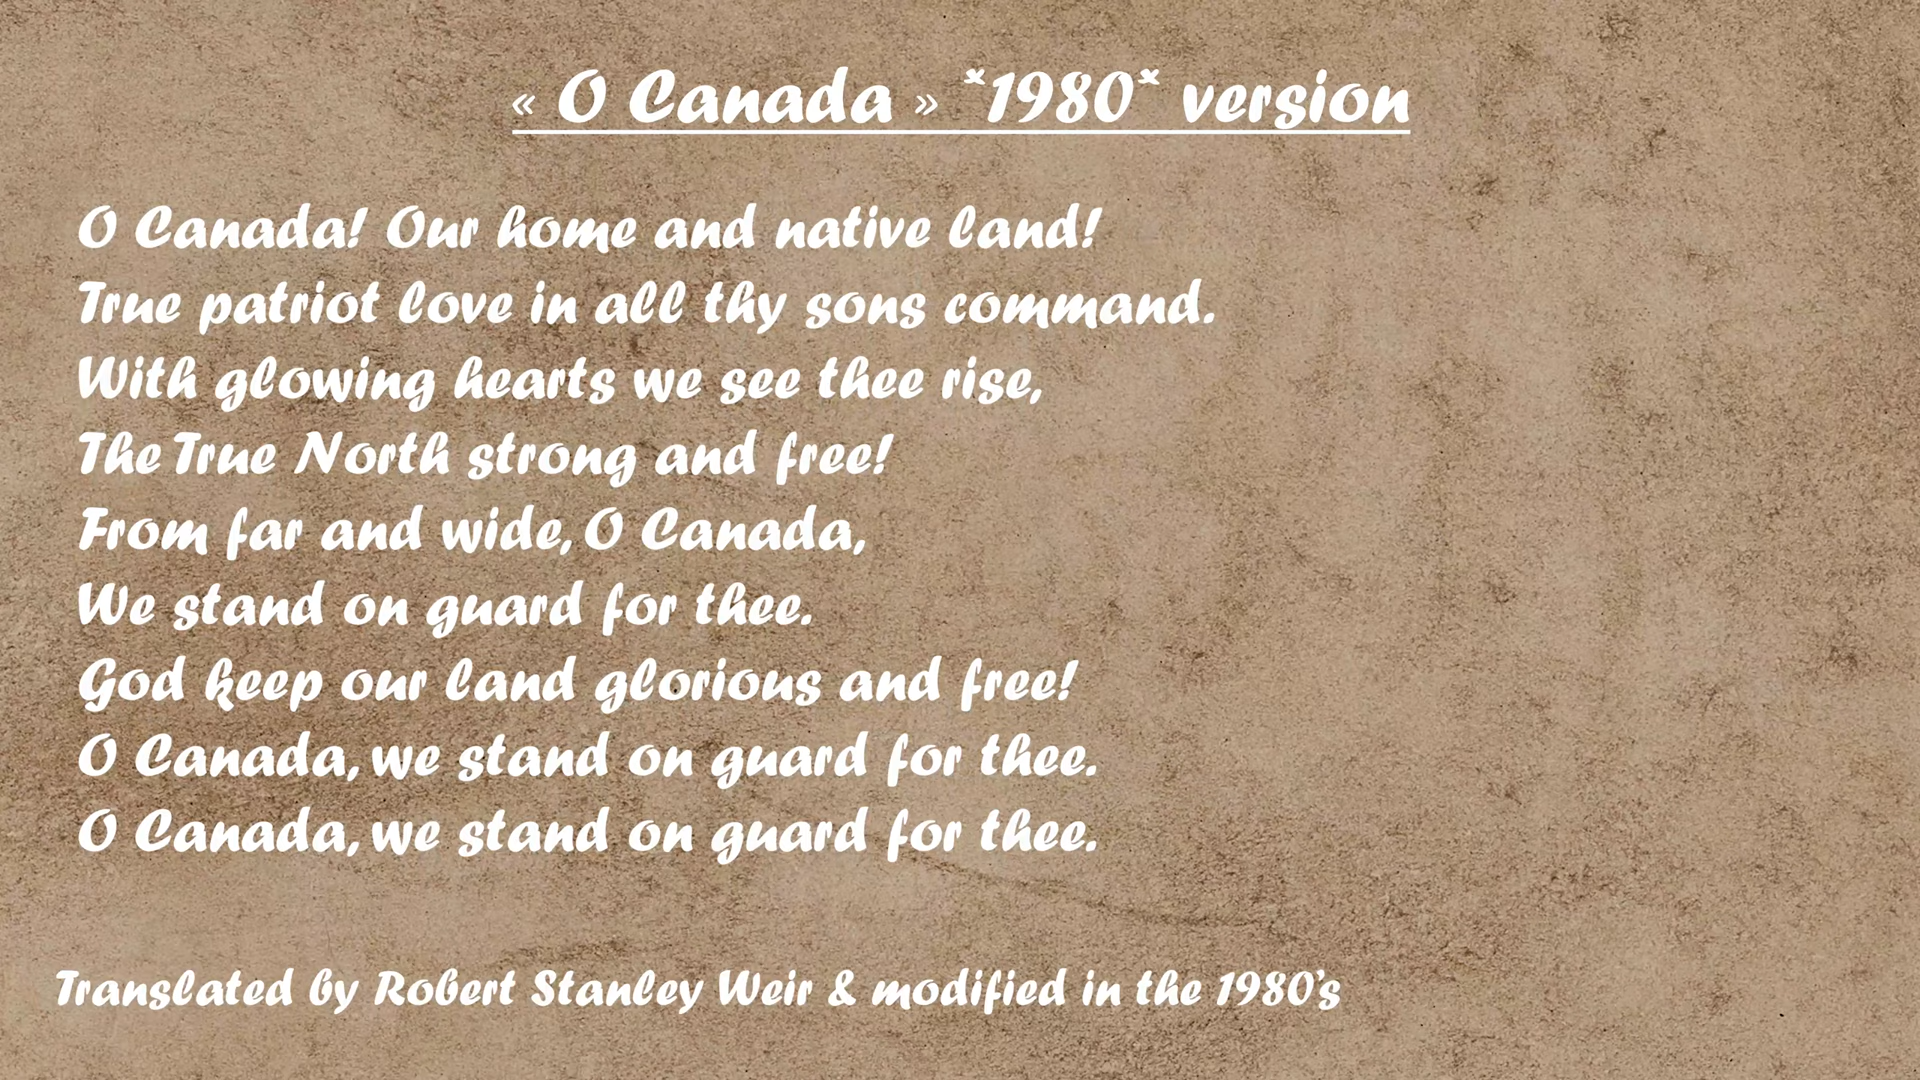 « O Canada » *1980* version
O Canada! Our home and native land!
True patriot love in all thy sons command.
With glowing hearts we see thee rise,
The True North strong and free!
From far and wide, O Canada,
We stand on guard for thee.
God keep our land glorious and free!
O Canada, we stand on guard for thee.
O Canada, we stand on guard for thee.
Translated by Robert Stanley Weir & modified in the 1980's